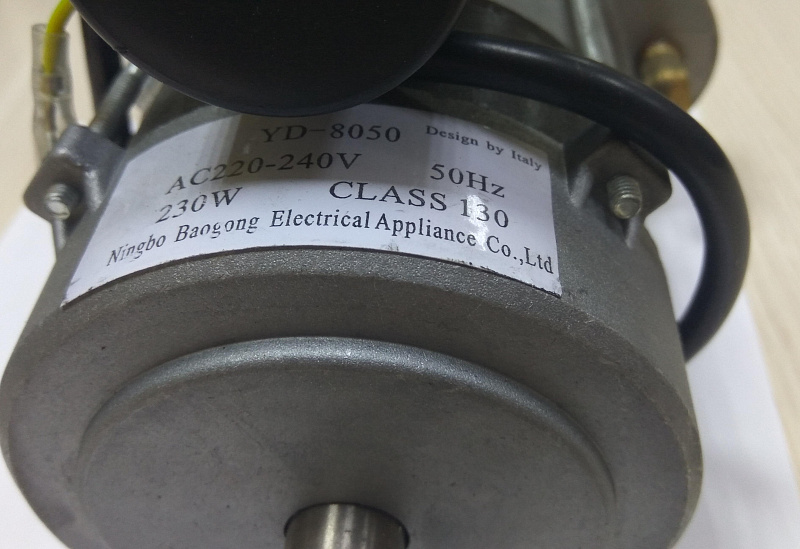 YD-8050 Design by Italy
AC220-240V 50Hz
230W CLASS 130
Ningbo Baogong Electrical Appliance Co.,Ltd